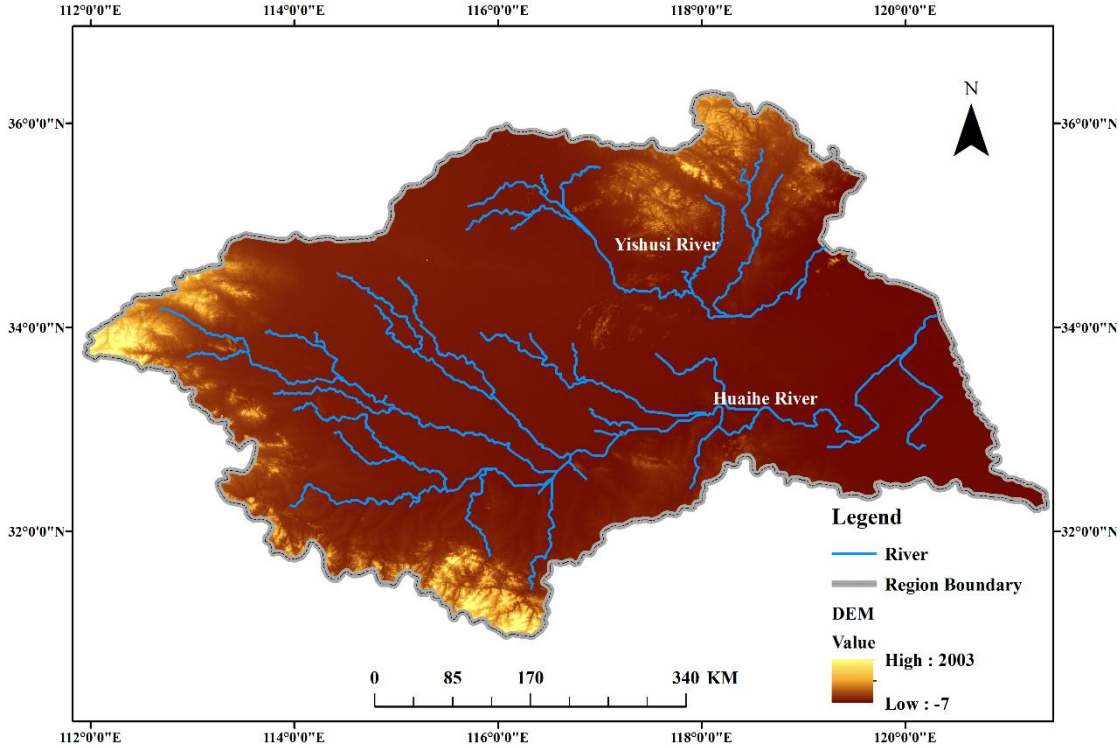 112°0'0"E 114°0'0"E 116°0'0"E 118°0'0"E 120°0'0"E
N
36°0'0"N 36°0'0"N
Yishusi River
34°0'0"N 34°0'0"N
Huaihe River
32°0'0"N 32°0'0"N
Legend
River
Region Boundary
DEM
Value
High : 2003
Low : -7
0 85 170 340 KM
112°0'0"E 114°0'0"E 116°0'0"E 118°0'0"E 120°0'0"E